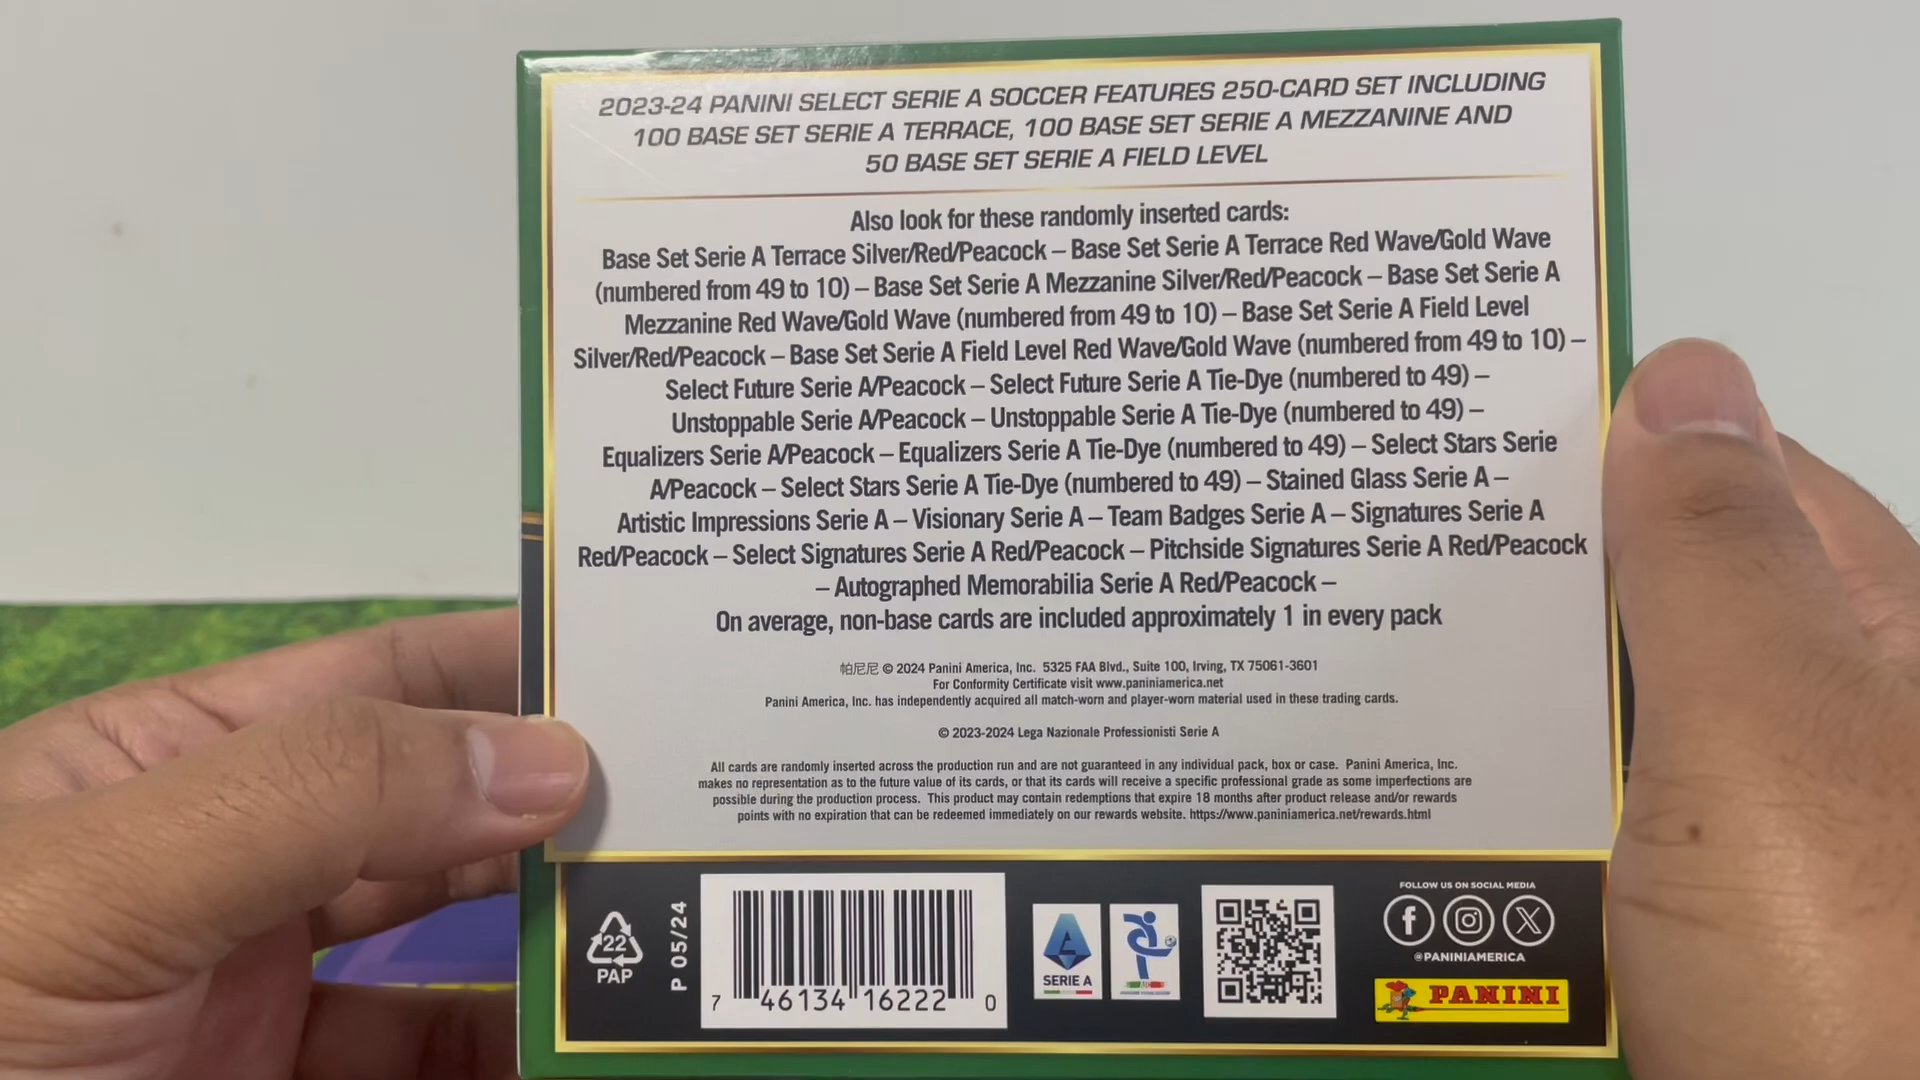 2023-24 PANINI SELECT SERIE A SOCCER FEATURES 250-CARD SET INCLUDING
100 BASE SET SERIE A TERRACE, 100 BASE SET SERIE A MEZZANINE AND
50 BASE SET SERIE A FIELD LEVEL
Also look for these randomly inserted cards:
Base Set Serie A Terrace Silver/Red/Peacock – Base Set Serie A Terrace Red Wave/Gold Wave
(numbered from 49 to 10) – Base Set Serie A Mezzanine Silver/Red/Peacock – Base Set Serie A
Mezzanine Red Wave/Gold Wave (numbered from 49 to 10) – Base Set Serie A Field Level
Silver/Red/Peacock – Base Set Serie A Field Level Red Wave/Gold Wave (numbered from 49 to 10) –
Select Future Serie A/Peacock – Select Future Serie A Tie-Dye (numbered to 49) –
Unstoppable Serie A/Peacock – Unstoppable Serie A Tie-Dye (numbered to 49) –
Equalizers Serie A/Peacock – Equalizers Serie A Tie-Dye (numbered to 49) – Select Stars Serie
A/Peacock – Select Stars Serie A Tie-Dye (numbered to 49) – Stained Glass Serie A –
Artistic Impressions Serie A – Visionary Serie A – Team Badges Serie A – Signatures Serie A
Red/Peacock – Select Signatures Serie A Red/Peacock – Pitchside Signatures Serie A Red/Peacock
– Autographed Memorabilia Serie A Red/Peacock –
On average, non-base cards are included approximately 1 in every pack
帕尼尼 © 2024 Panini America, Inc. 5325 FAA Blvd., Suite 100, Irving, TX 75061-3601
For Conformity Certificate visit www.paniniamerica.net
Panini America, Inc. has independently acquired all match-worn and player-worn material used in these trading cards.
© 2023-2024 Lega Nazionale Professionisti Serie A
All cards are randomly inserted across the production run and are not guaranteed in any individual pack, box or case. Panini America, Inc.
makes no representation as to the future value of its cards, or that its cards will receive a specific professional grade as some imperfections are
possible during the production process. This product may contain redemptions that expire 18 months after product release and/or rewards
points with no expiration that can be redeemed immediately on our rewards website. https://www.paniniamerica.net/rewards.html
22
PAP
P 05/24
7 46134 16222 0
SERIE A
FOLLOW US ON SOCIAL MEDIA
@PANINIAMERICA
PANINI